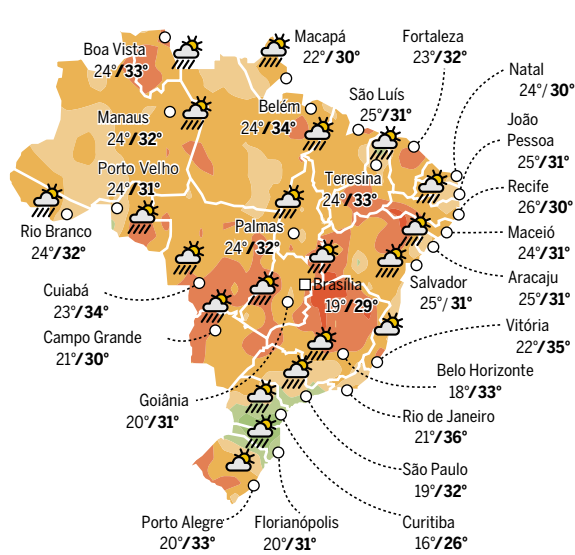 Boa Vista
24°/33°
Macapá
22°/30°
Fortaleza
23°/32°
Natal
24°/30°
Manaus
24°/32°
Belém
24°/34°
São Luís
25°/31°
João
Pessoa
25°/31°
Porto Velho
24°/31°
Teresina
24°/33°
Recife
26°/30°
Rio Branco
24°/32°
Palmas
24°/32°
Maceió
24°/31°
Cuiabá
23°/34°
Brasília
19°/29°
Salvador
25°/31°
Aracaju
25°/31°
Campo Grande
21°/30°
Vitória
22°/35°
Goiânia
20°/31°
Belo Horizonte
18°/33°
Rio de Janeiro
21°/36°
São Paulo
19°/32°
Porto Alegre
20°/33°
Florianópolis
20°/31°
Curitiba
16°/26°